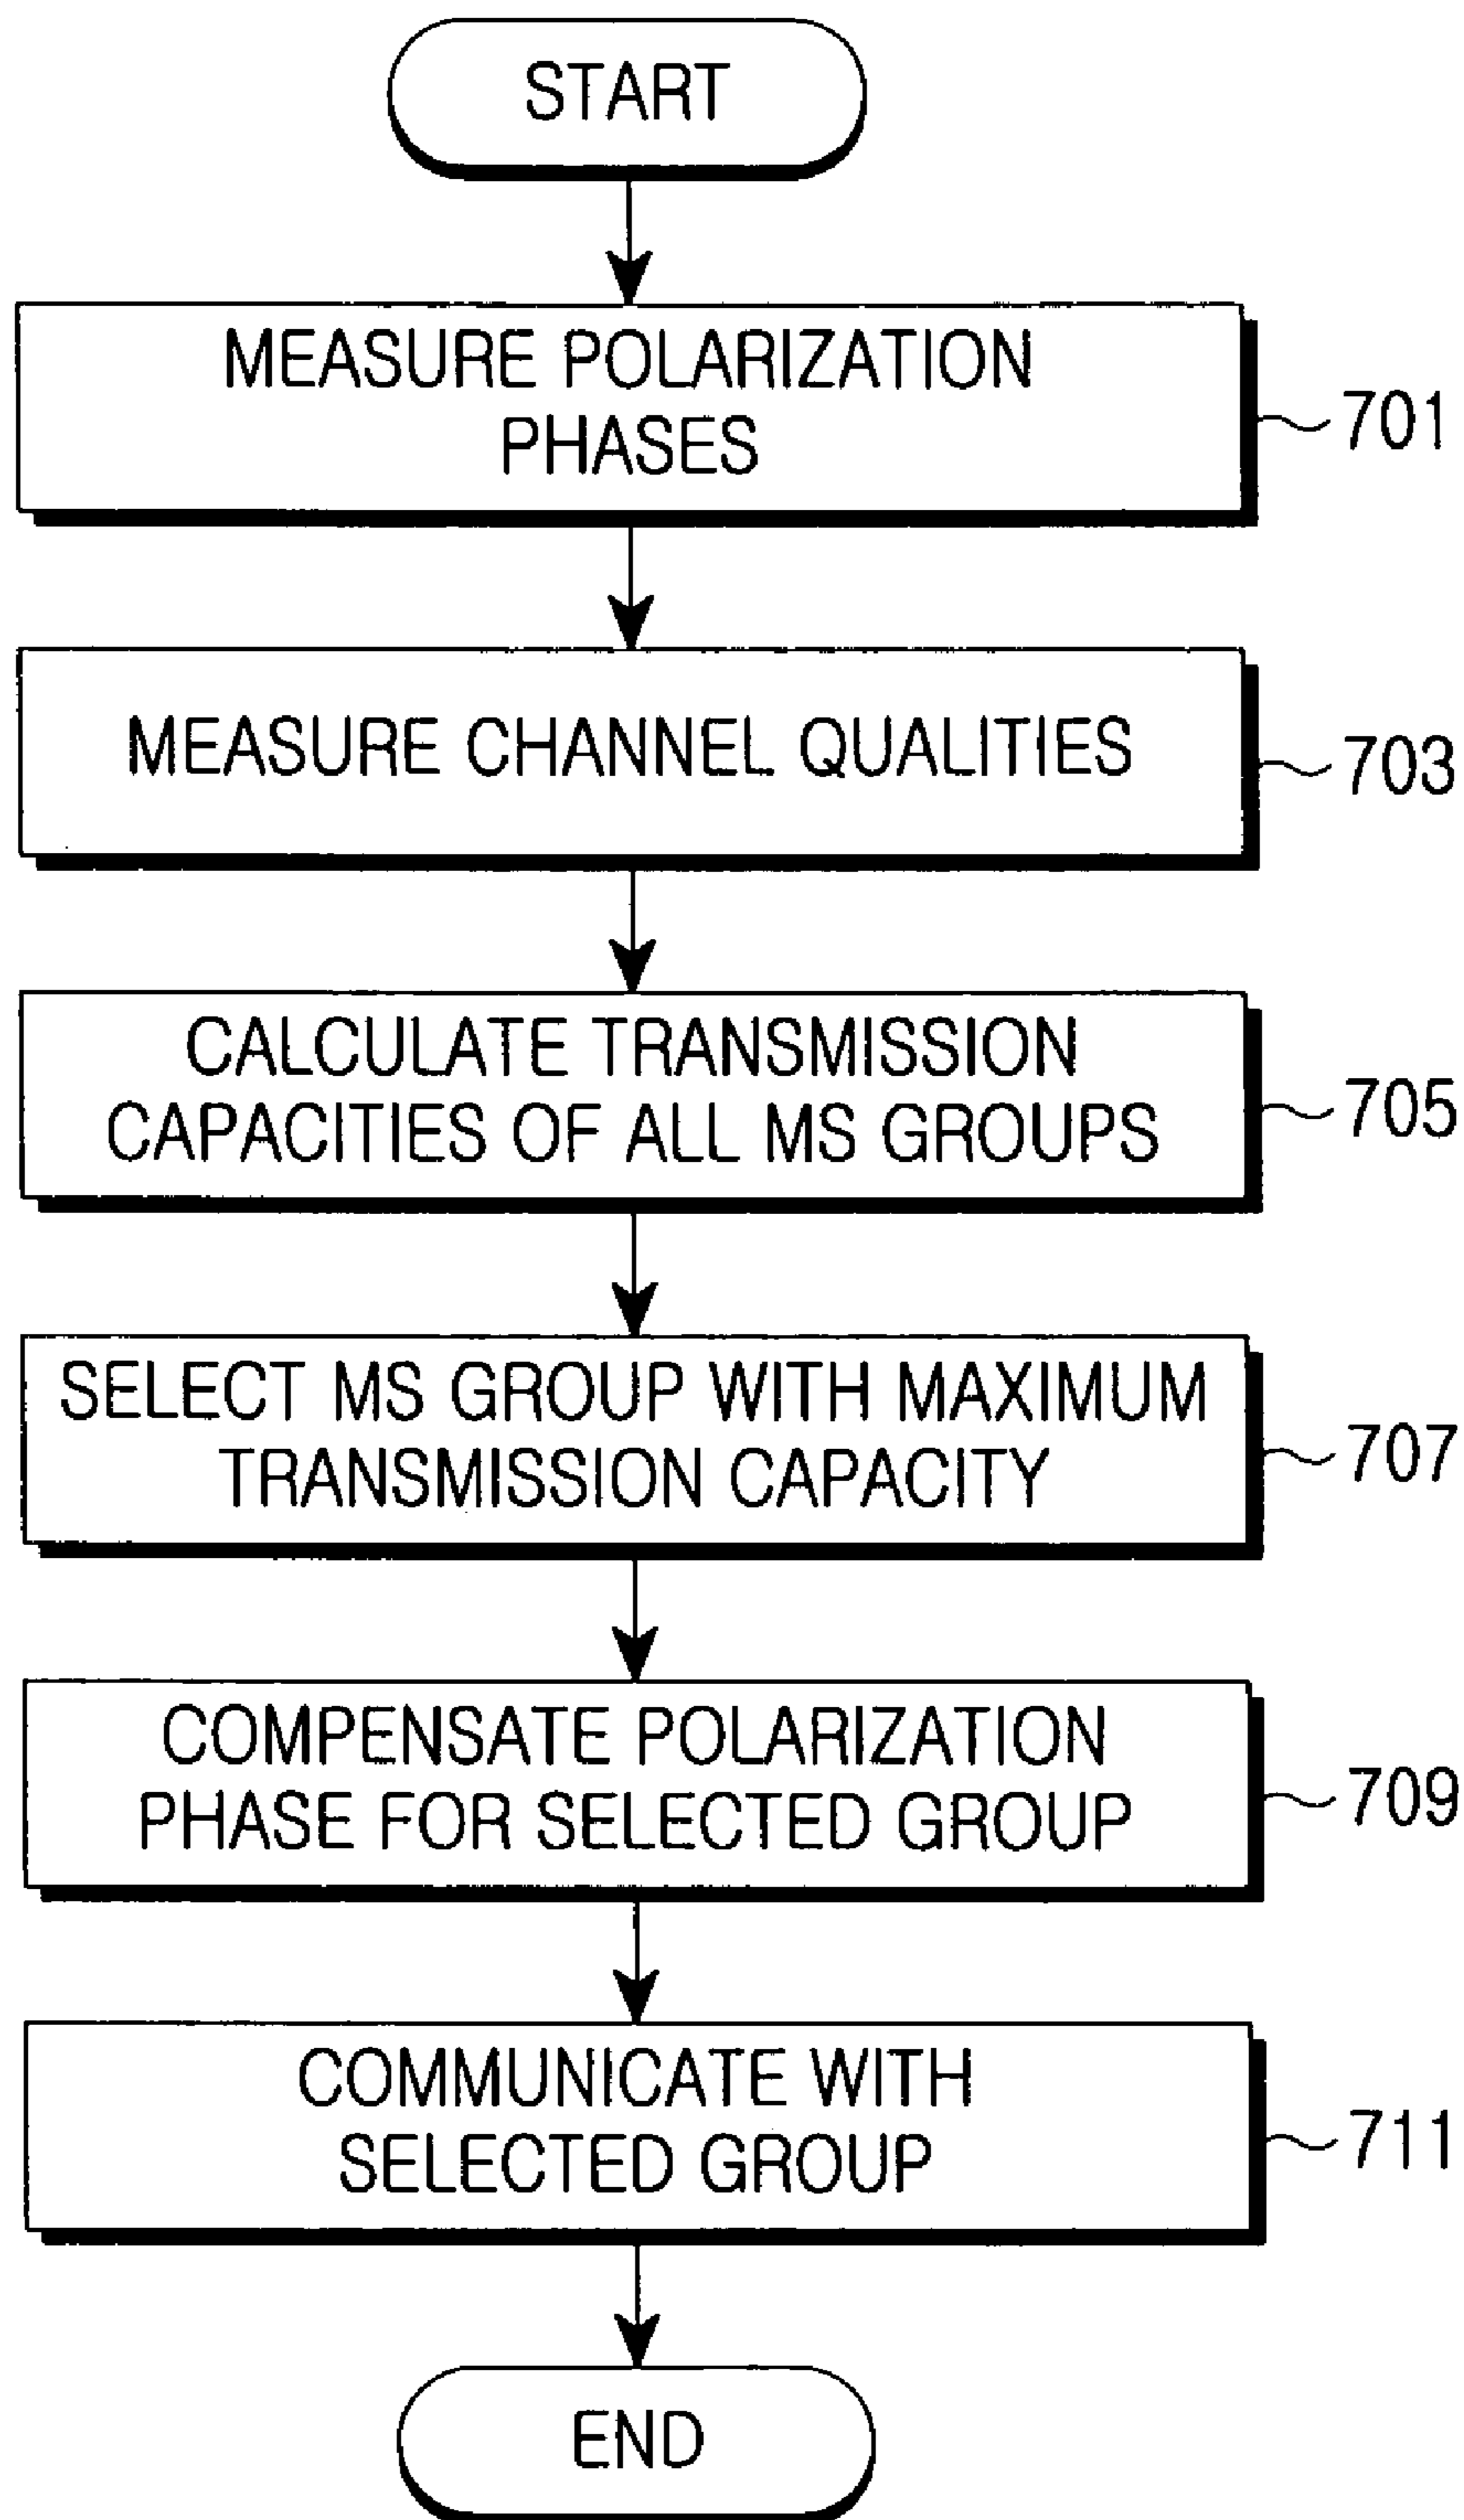 START
MEASURE POLARIZATION
PHASES
701
MEASURE CHANNEL QUALITIES
703
CALCULATE TRANSMISSION
CAPACITIES OF ALL MS GROUPS
705
SELECT MS GROUP WITH MAXIMUM
TRANSMISSION CAPACITY
707
COMPENSATE POLARIZATION
PHASE FOR SELECTED GROUP
709
COMMUNICATE WITH
SELECTED GROUP
711
END